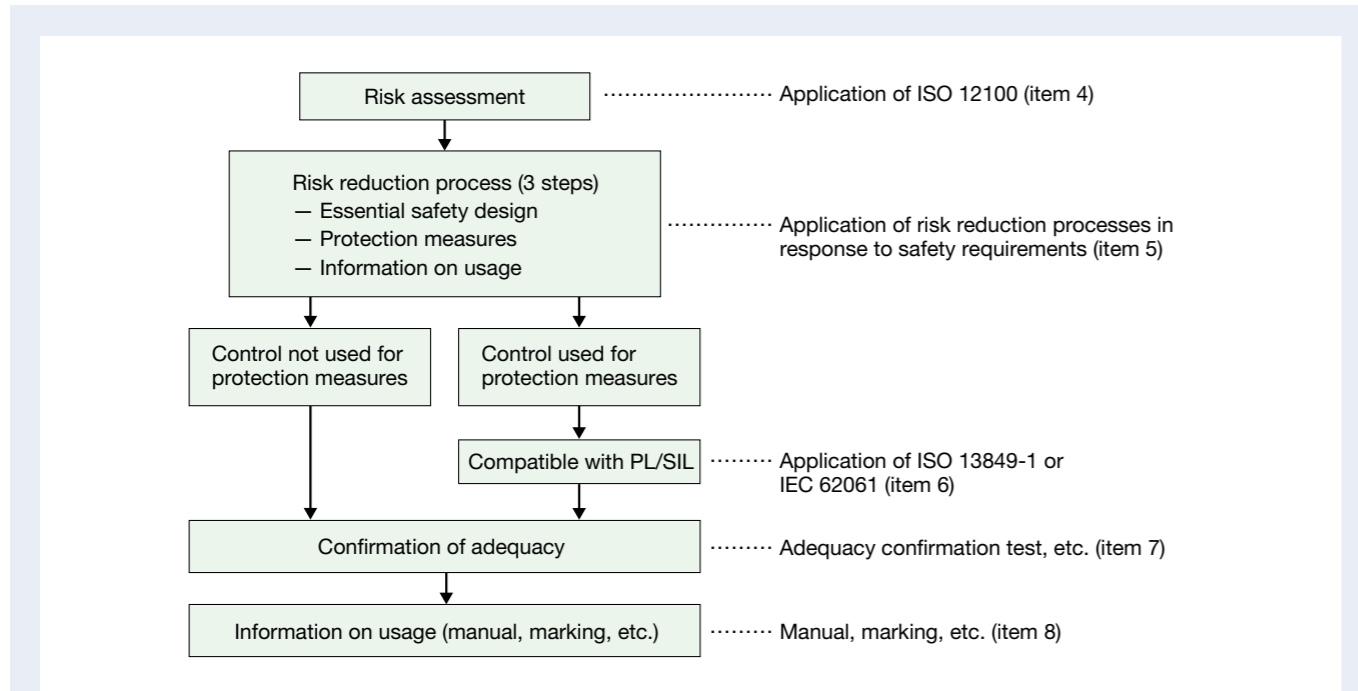 Risk assessment
Application of ISO 12100 (item 4)
Risk reduction process (3 steps)
— Essential safety design
— Protection measures
— Information on usage
Application of risk reduction processes in
response to safety requirements (item 5)
Control not used for
protection measures
Control used for
protection measures
Compatible with PL/SIL
Application of ISO 13849-1 or
IEC 62061 (item 6)
Confirmation of adequacy
Adequacy confirmation test, etc. (item 7)
Information on usage (manual, marking, etc.)
Manual, marking, etc. (item 8)